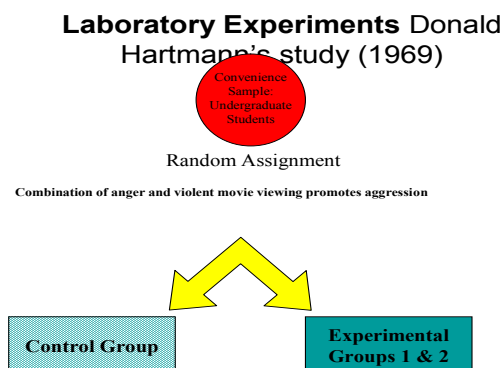 Laboratory Experiments Donald
Hartmann's study (1969)
Convenience
Sample:
Undergraduate
Students
Random Assignment
Combination of anger and violent movie viewing promotes aggression
Control Group
Experimental
Groups 1 & 2